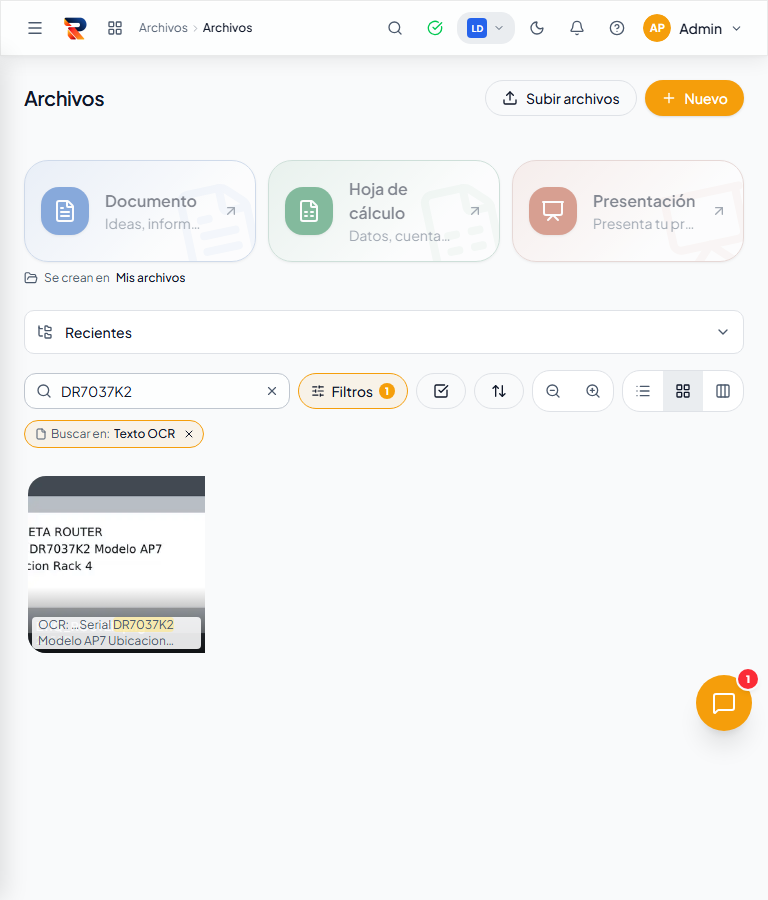 Archivos > Archivos
LD
AP
Admin
Archivos
Subir archivos
+ Nuevo
Documento
Ideas, inform...
Hoja de
cálculo
Datos, cuenta...
Presentación
Presenta tu pr...
Se crean en Mis archivos
Recientes
DR7037K2
Filtros 1
Buscar en: Texto OCR
ETA ROUTER
DR7037K2 Modelo AP7
cion Rack 4
OCR: ...Serial DR7037K2
Modelo AP7 Ubicacion...
1